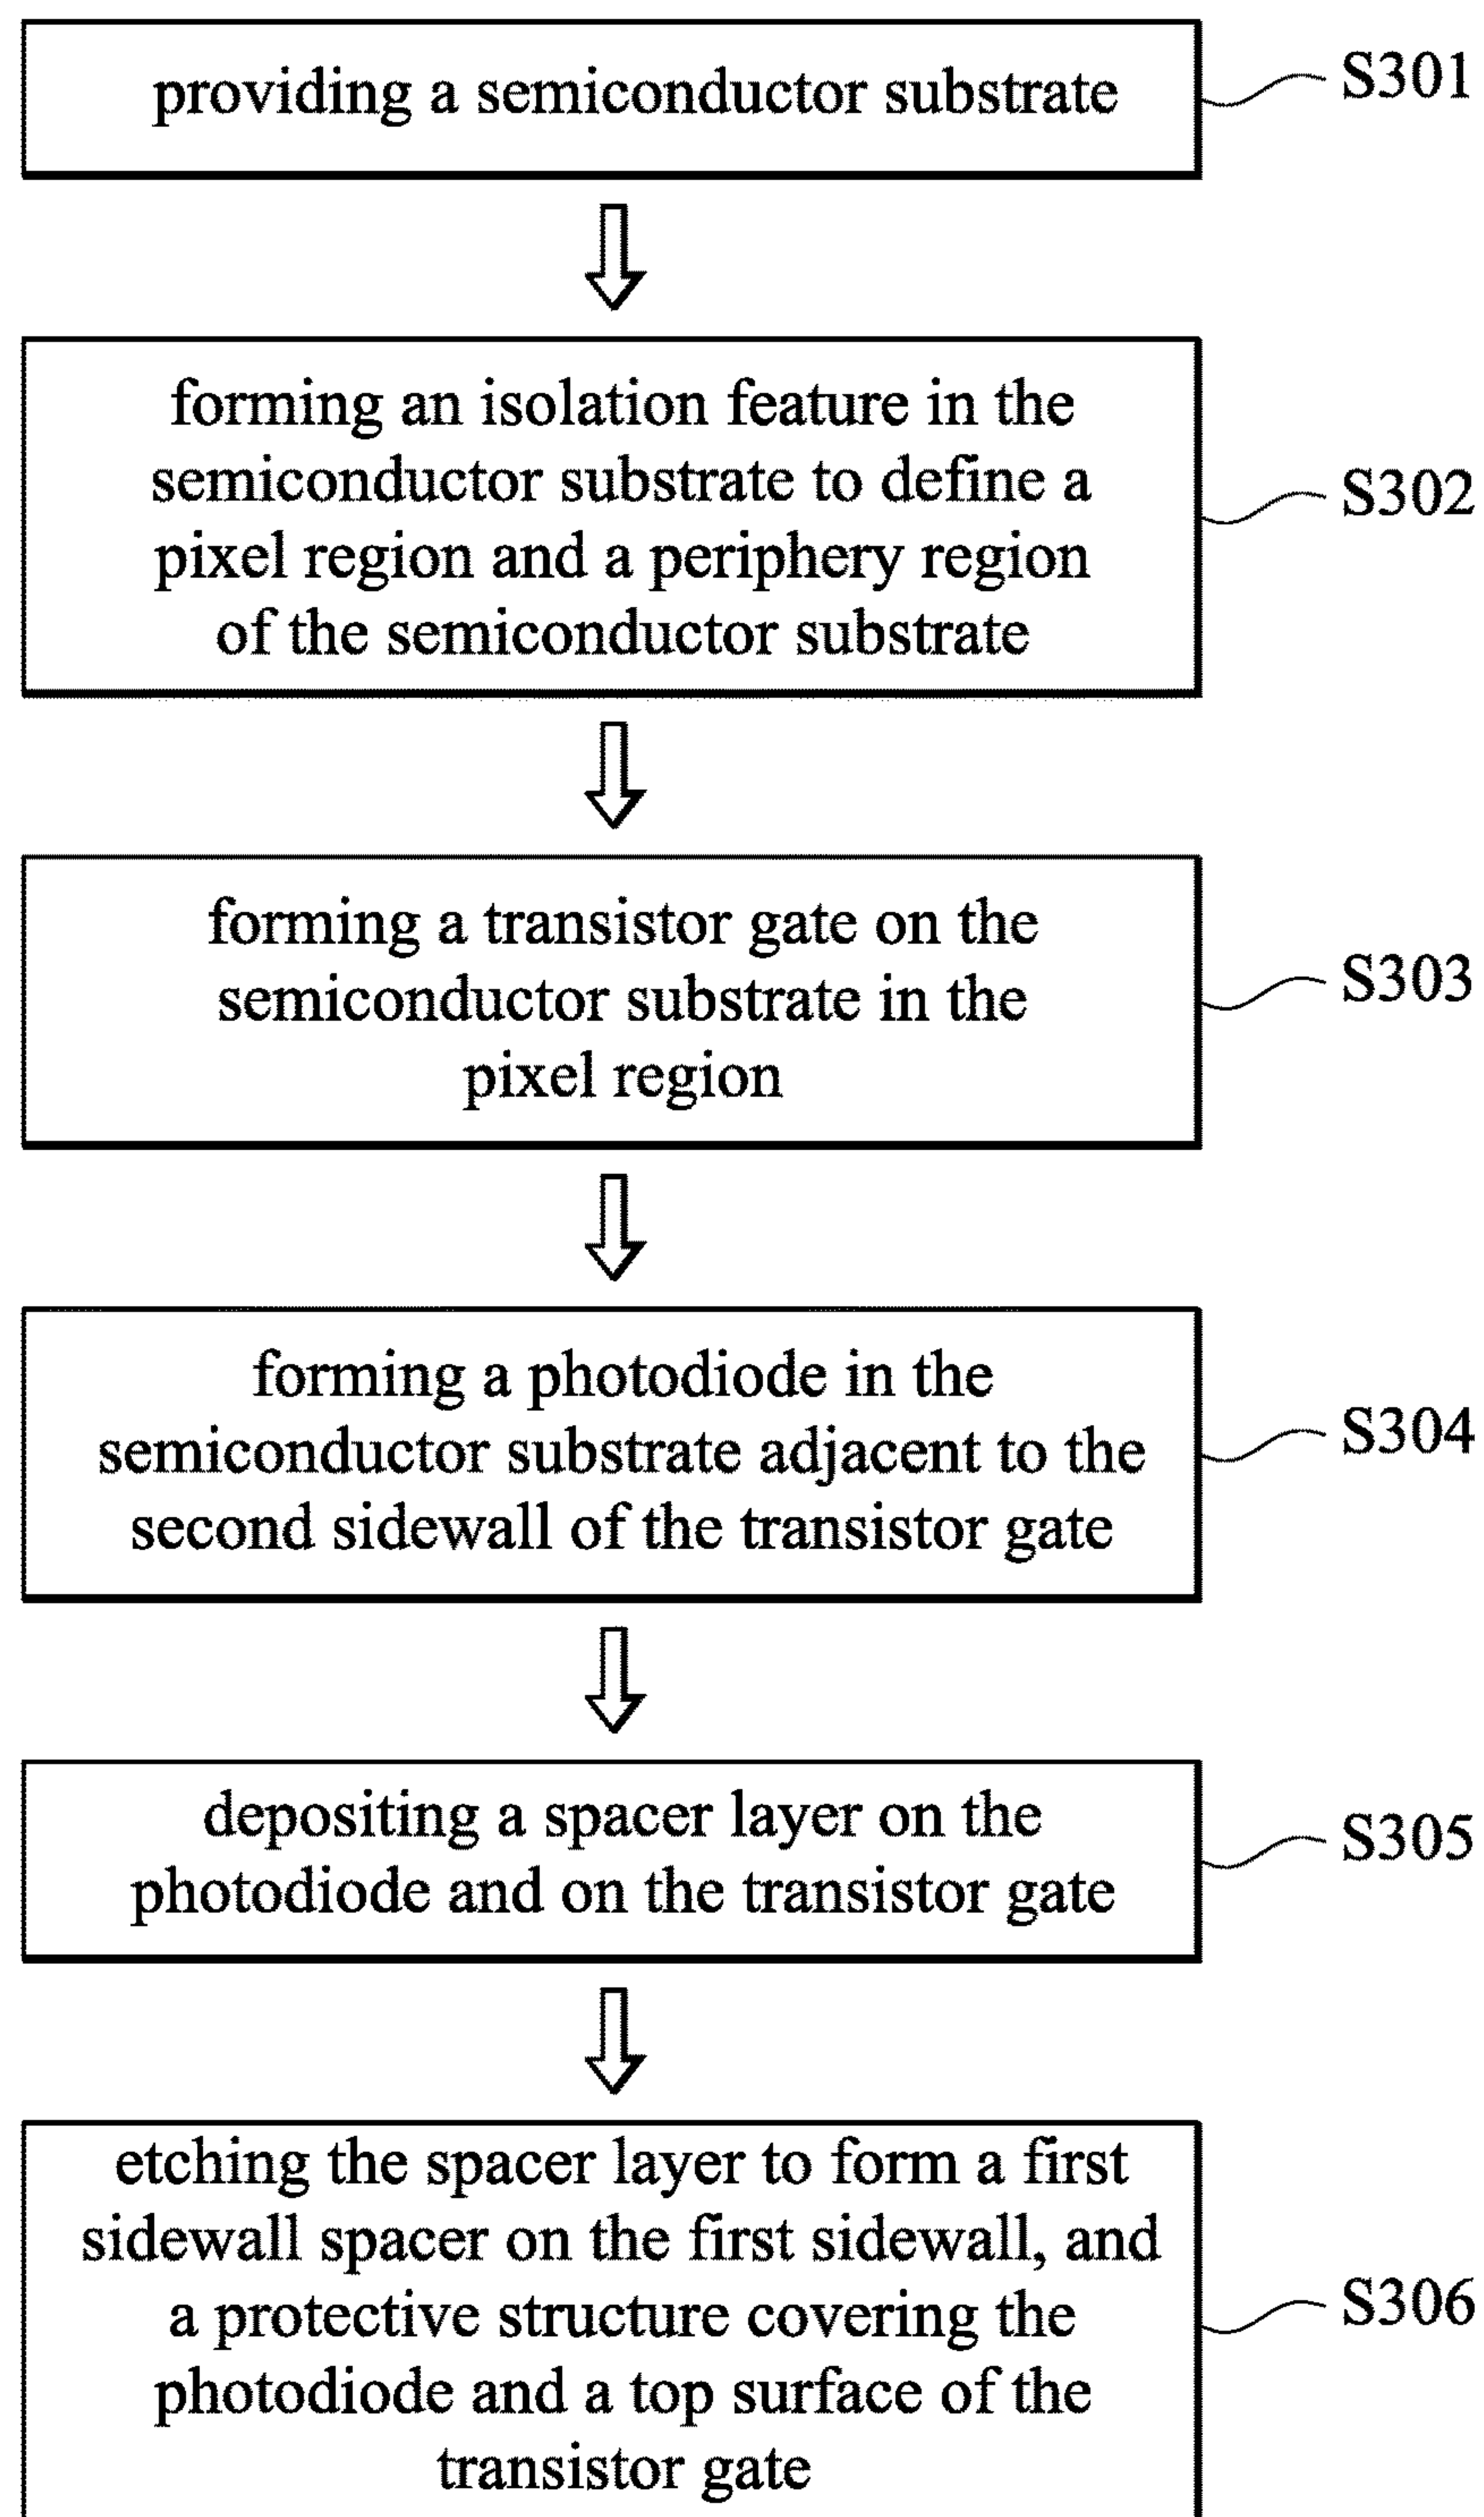 providing a semiconductor substrate
S301
forming an isolation feature in the
semiconductor substrate to define a
pixel region and a periphery region
of the semiconductor substrate
S302
forming a transistor gate on the
semiconductor substrate in the
pixel region
S303
forming a photodiode in the
semiconductor substrate adjacent to the
second sidewall of the transistor gate
S304
depositing a spacer layer on the
photodiode and on the transistor gate
S305
etching the spacer layer to form a first
sidewall spacer on the first sidewall, and
a protective structure covering the
photodiode and a top surface of the
transistor gate
S306